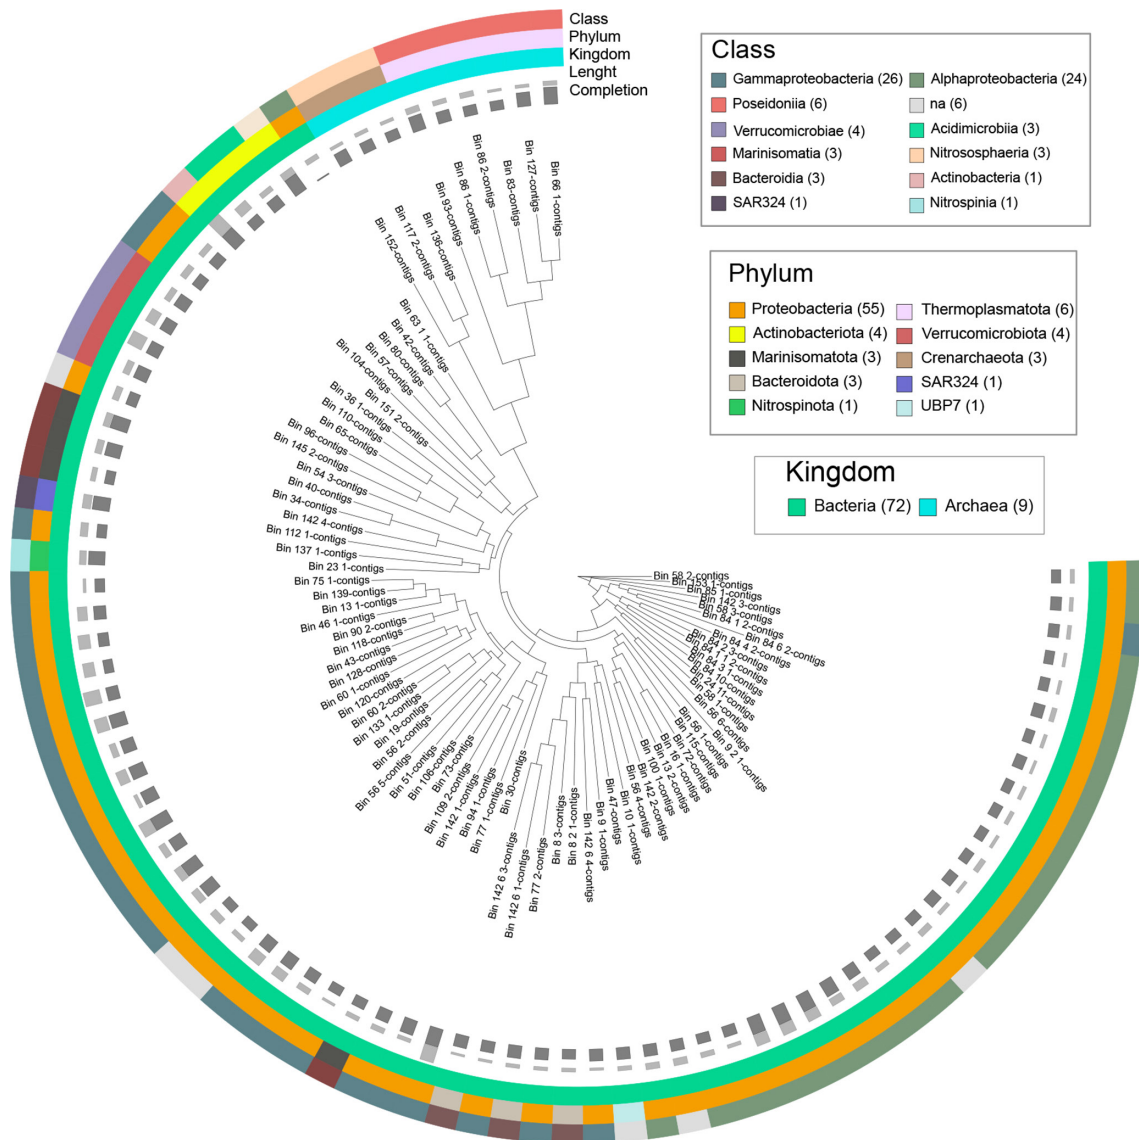 Class
Phylum
Kingdom
Lenght
Completion
Class
Gammaproteobacteria (26)
Alphaproteobacteria (24)
Poseidoniia (6)
na (6)
Verrucomicrobiae (4)
Acidimicrobiia (3)
Marinisomatia (3)
Nitrososphaeria (3)
Bacteroidia (3)
Actinobacteria (1)
SAR324 (1)
Nitrospinia (1)
Phylum
Proteobacteria (55)
Thermoplasmatota (6)
Actinobacteriota (4)
Verrucomicrobiota (4)
Marinisomatota (3)
Crenarchaeota (3)
Bacteroidota (3)
SAR324 (1)
Nitrospinota (1)
UBP7 (1)
Kingdom
Bacteria (72)
Archaea (9)
Bin 66 1-contigs
Bin 127-contigs
Bin 83-contigs
Bin 86 2-contigs
Bin 86 1-contigs
Bin 93-contigs
Bin 136-contigs
Bin 117 2-contigs
Bin 152-contigs
Bin 63 1 1-contigs
Bin 42-contigs
Bin 80-contigs
Bin 57-contigs
Bin 104-contigs
Bin 151 2-contigs
Bin 36 1-contigs
Bin 110-contigs
Bin 65-contigs
Bin 96-contigs
Bin 145 2-contigs
Bin 54 3-contigs
Bin 40-contigs
Bin 34-contigs
Bin 142 4-contigs
Bin 112 1-contigs
Bin 137 1-contigs
Bin 23 1-contigs
Bin 75 1-contigs
Bin 139-contigs
Bin 13 1-contigs
Bin 46 1-contigs
Bin 90 2-contigs
Bin 118-contigs
Bin 43-contigs
Bin 128-contigs
Bin 60 1-contigs
Bin 120-contigs
Bin 60 2-contigs
Bin 133 1-contigs
Bin 19-contigs
Bin 56 2-contigs
Bin 56 5-contigs
Bin 51-contigs
Bin 106-contigs
Bin 73-contigs
Bin 109 2-contigs
Bin 142 1-contigs
Bin 94 1-contigs
Bin 77 1-contigs
Bin 30-contigs
Bin 142 6 3-contigs
Bin 142 6 1-contigs
Bin 77 2-contigs
Bin 8 3-contigs
Bin 8 2 1-contigs
Bin 142 6 4-contigs
Bin 9 1-contigs
Bin 47-contigs
Bin 10 1-contigs
Bin 56 4-contigs
Bin 142 2-contigs
Bin 100 1-contigs
Bin 13 2-contigs
Bin 16 1-contigs
Bin 72-contigs
Bin 115-contigs
Bin 56 1-contigs
Bin 9 2 1-contigs
Bin 56 6-contigs
Bin 58 1-contigs
Bin 24 11-contigs
Bin 84 10-contigs
Bin 84 3 1-contigs
Bin 84 1 1 2-contigs
Bin 84 2 3-contigs
Bin 84 4 2-contigs
Bin 84 6 2-contigs
Bin 84 1 2-contigs
Bin 58 3-contigs
Bin 142 3-contigs
Bin 85 1-contigs
Bin 153 1-contigs
Bin 58 2-contigs